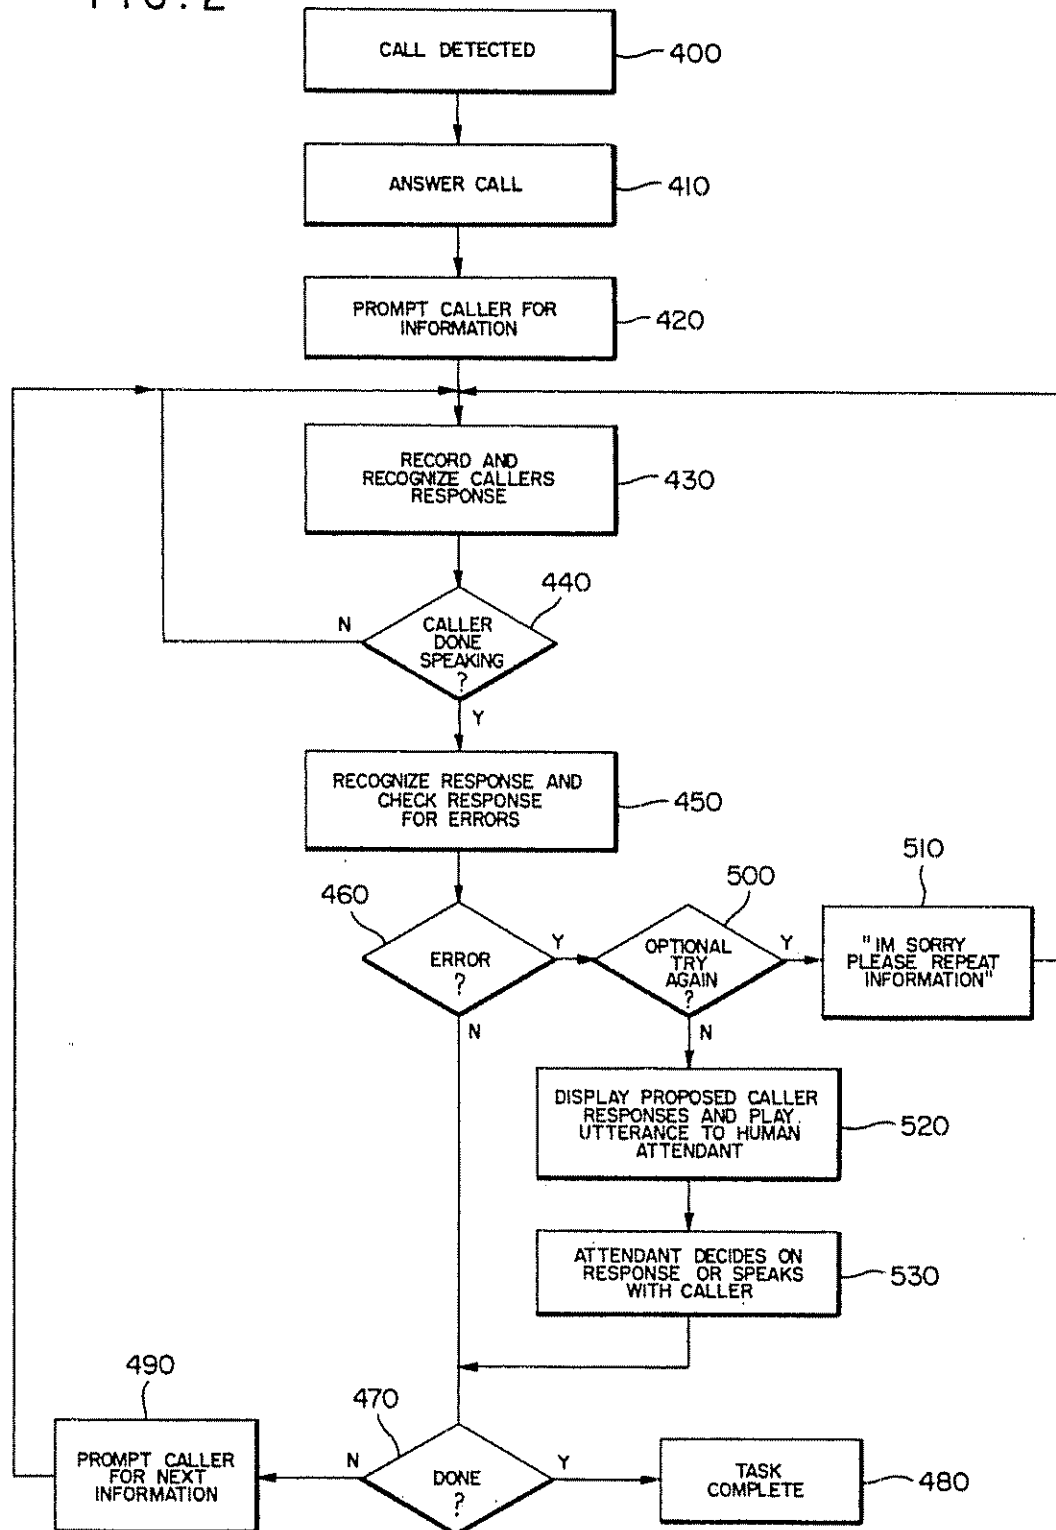 FIG. 2
CALL DETECTED
400
ANSWER CALL
410
PROMPT CALLER FOR
INFORMATION
420
RECORD AND
RECOGNIZE CALLERS
RESPONSE
430
440
N
CALLER
DONE
SPEAKING
?
Y
RECOGNIZE RESPONSE AND
CHECK RESPONSE
FOR ERRORS
450
460
ERROR
?
Y
N
500
OPTIONAL
TRY
AGAIN
?
Y
N
510
"IM SORRY
PLEASE REPEAT
INFORMATION"
DISPLAY PROPOSED CALLER
RESPONSES AND PLAY
UTTERANCE TO HUMAN
ATTENDANT
520
ATTENDANT DECIDES ON
RESPONSE OR SPEAKS
WITH CALLER
530
490
PROMPT CALLER
FOR NEXT
INFORMATION
470
N
DONE
?
Y
TASK
COMPLETE
480